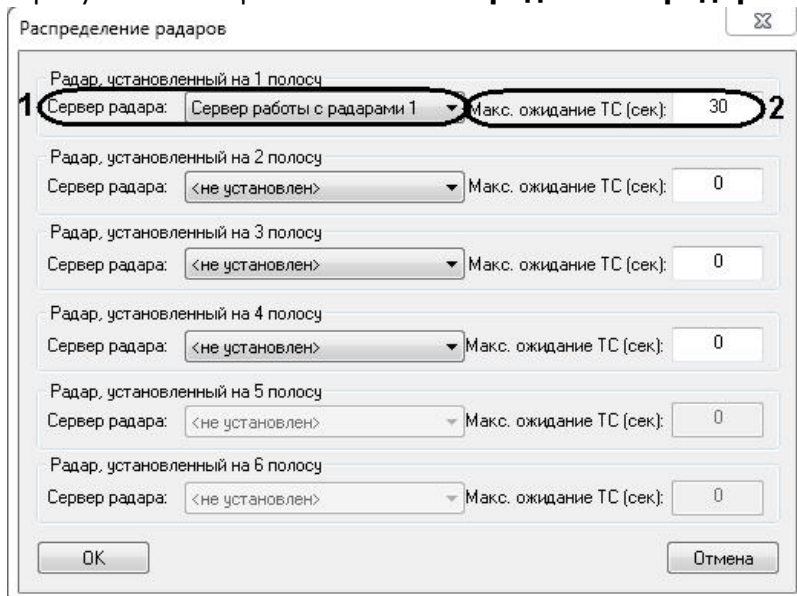 Распределение радаров
Радар, установленный на 1 полосу
1 Сервер радара: Сервер работы с радарами 1 Макс. ожидание ТС (сек): 30 2
Радар, установленный на 2 полосу
Сервер радара: <не установлен> Макс. ожидание ТС (сек): 0
Радар, установленный на 3 полосу
Сервер радара: <не установлен> Макс. ожидание ТС (сек): 0
Радар, установленный на 4 полосу
Сервер радара: <не установлен> Макс. ожидание ТС (сек): 0
Радар, установленный на 5 полосу
Сервер радара: <не установлен> Макс. ожидание ТС (сек): 0
Радар, установленный на 6 полосу
Сервер радара: <не установлен> Макс. ожидание ТС (сек): 0
OK Отмена